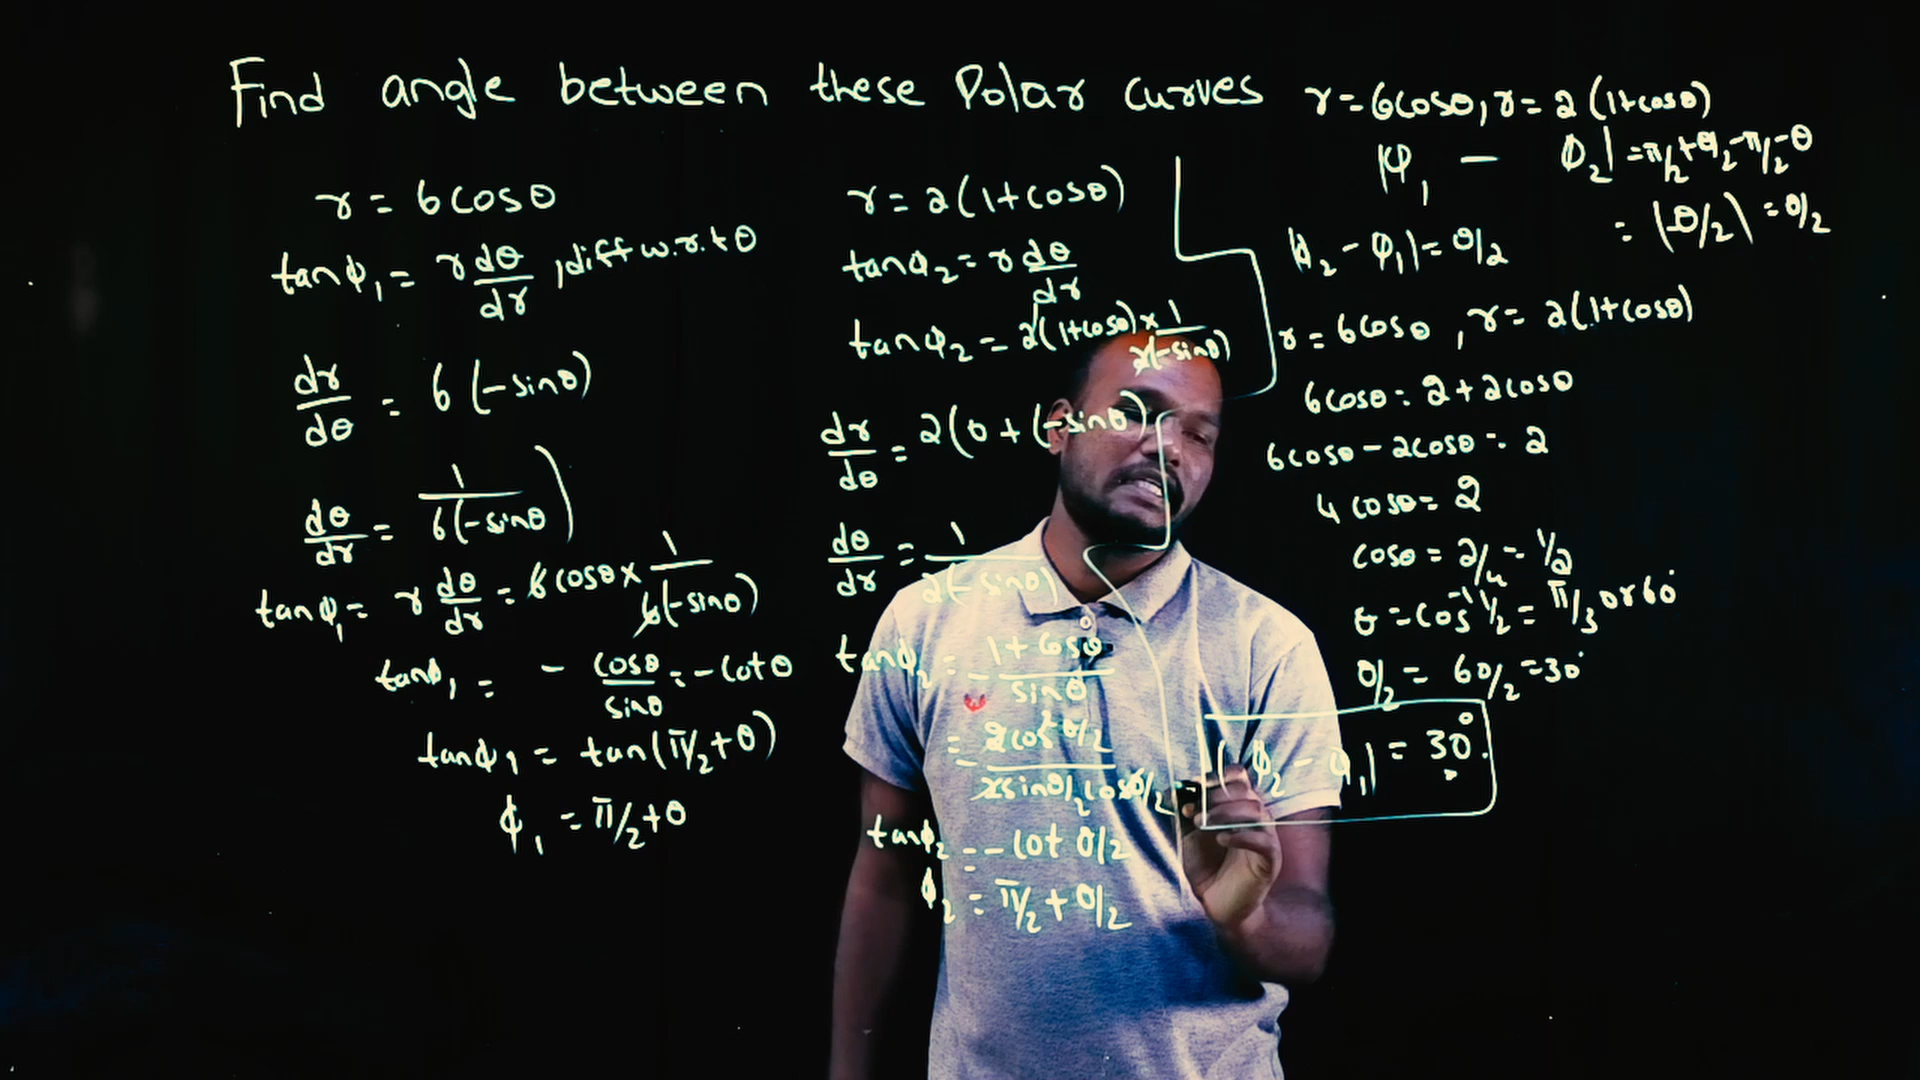 Find angle between these Polar curves r=6cosθ, r=2(1+cosθ)
r = 6cosθ
tanφ₁ = r dθ/dr , diff w.r.t θ
dr/dθ = 6(-sinθ)
dθ/dr = 1/6(-sinθ)
tanφ₁ = r dθ/dr = 6cosθ × 1/6(-sinθ)
tanφ₁ = - cosθ/sinθ = -cotθ
tanφ₁ = tan(π/2+θ)
φ₁ = π/2+θ
r = 2(1+cosθ)
tanφ₂ = r dθ/dr
tanφ₂ = 2(1+cosθ) × 1/2(-sinθ)
dr/dθ = 2(0+(-sinθ)
dθ/dr = 1/2(-sinθ)
tanφ₂ = - 1+cosθ/sinθ
= - 2cos²θ/2/2sinθ/2cosθ/2
tanφ₂ = -cot θ/2
φ₂ = π/2 + θ/2
|φ₁ - φ₂| = π/2+θ/2-π/2-θ
= |-θ/2| = θ/2
|φ₂ - φ₁| = θ/2
r = 6cosθ , r = 2(1+cosθ)
6cosθ = 2+2cosθ
6cosθ - 2cosθ = 2
4cosθ = 2
cosθ = 2/4 = 1/2
θ = cos⁻¹ 1/2 = π/3 or 60°
θ/2 = 60/2 = 30°
|φ₂ - φ₁| = 30°.